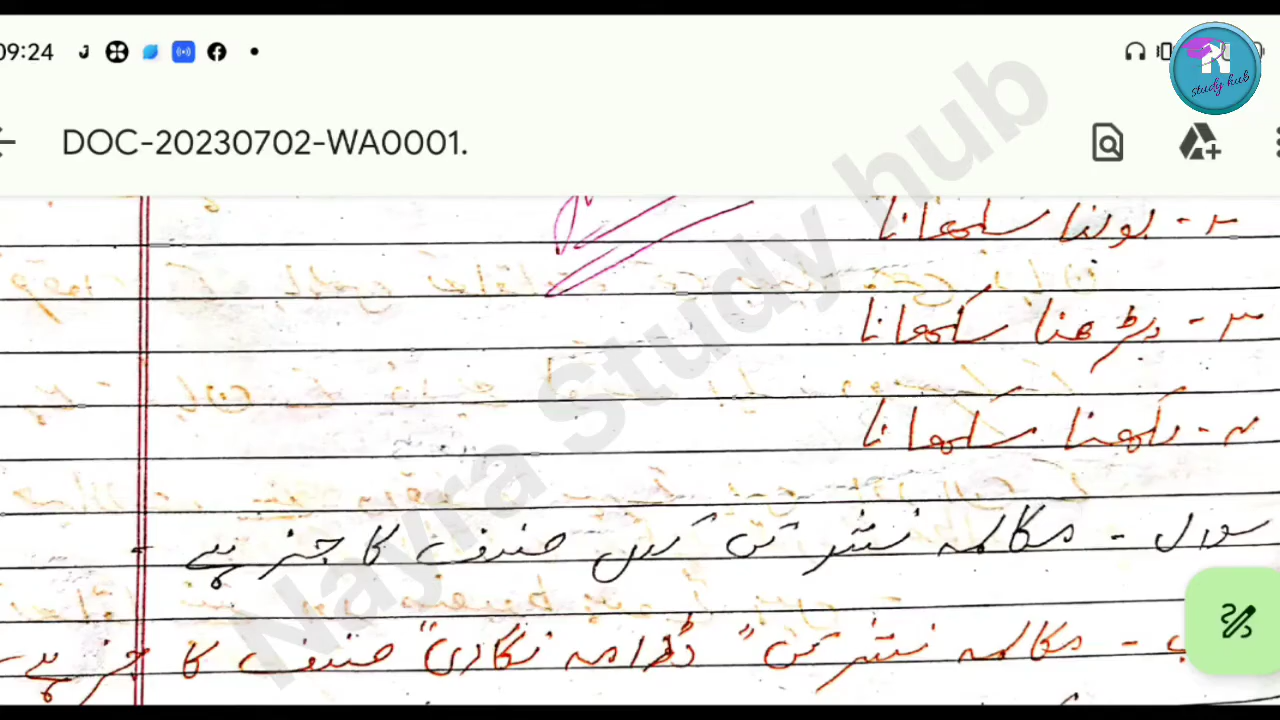 09:24
study hub
DOC-20230702-WA0001.
Nayra Study hub
۲ - بولنا سکھانا
۳ - پڑھنا سکھانا
۴ - لکھنا سکھانا
سوال - مکالمہ نثر کی کس صنف کا جز ہے -
ب - مکالمہ نثر کی "ڈرامہ نگاری" صنف کا جز ہے